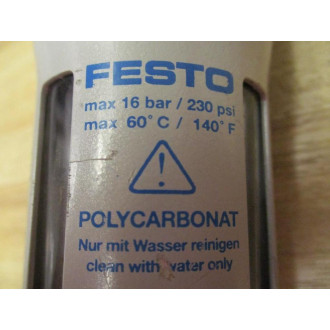 FESTO
max 16 bar / 230 psi
max 60°C / 140°F
POLYCARBONAT
Nur mit Wasser reinigen
clean with water only